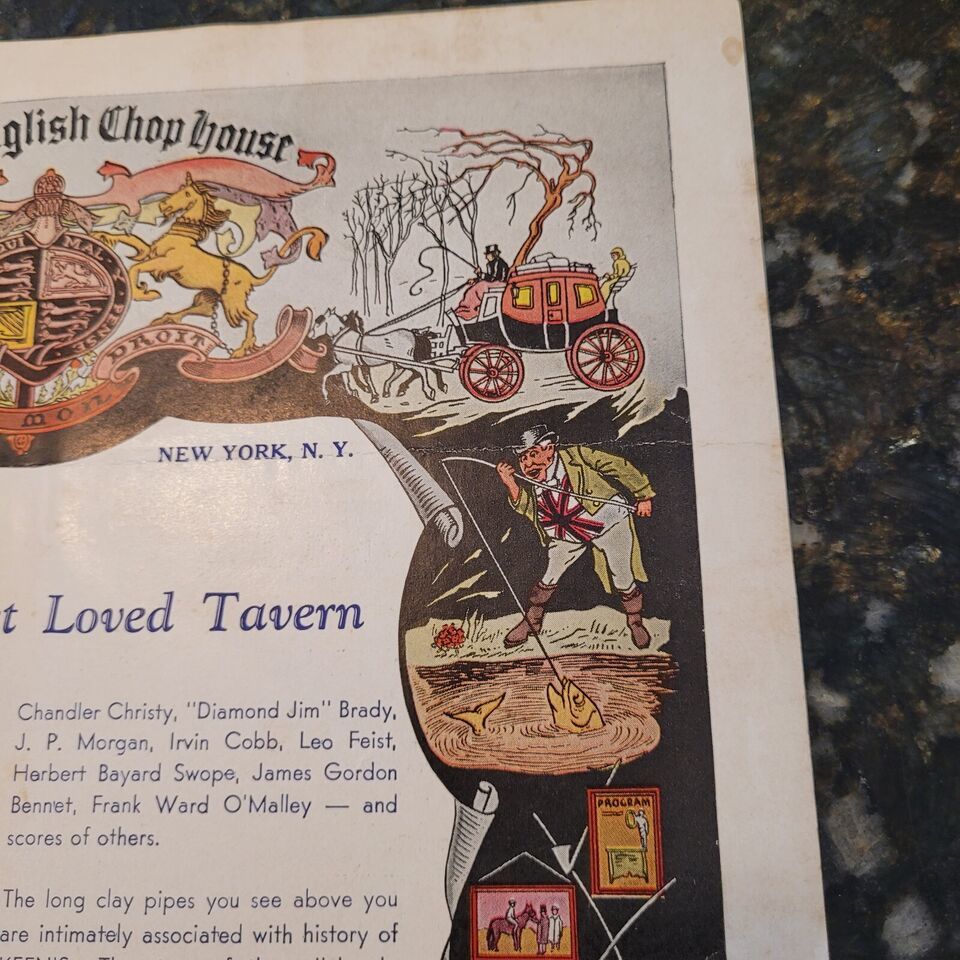 glish Chop House
QUI MAL
DROIT
MON
NEW YORK, N. Y.
t Loved Tavern
Chandler Christy, "Diamond Jim" Brady,
J. P. Morgan, Irvin Cobb, Leo Feist,
Herbert Bayard Swope, James Gordon
Bennet, Frank Ward O'Malley — and
scores of others.
PROGRAM
The long clay pipes you see above you
are intimately associated with history of